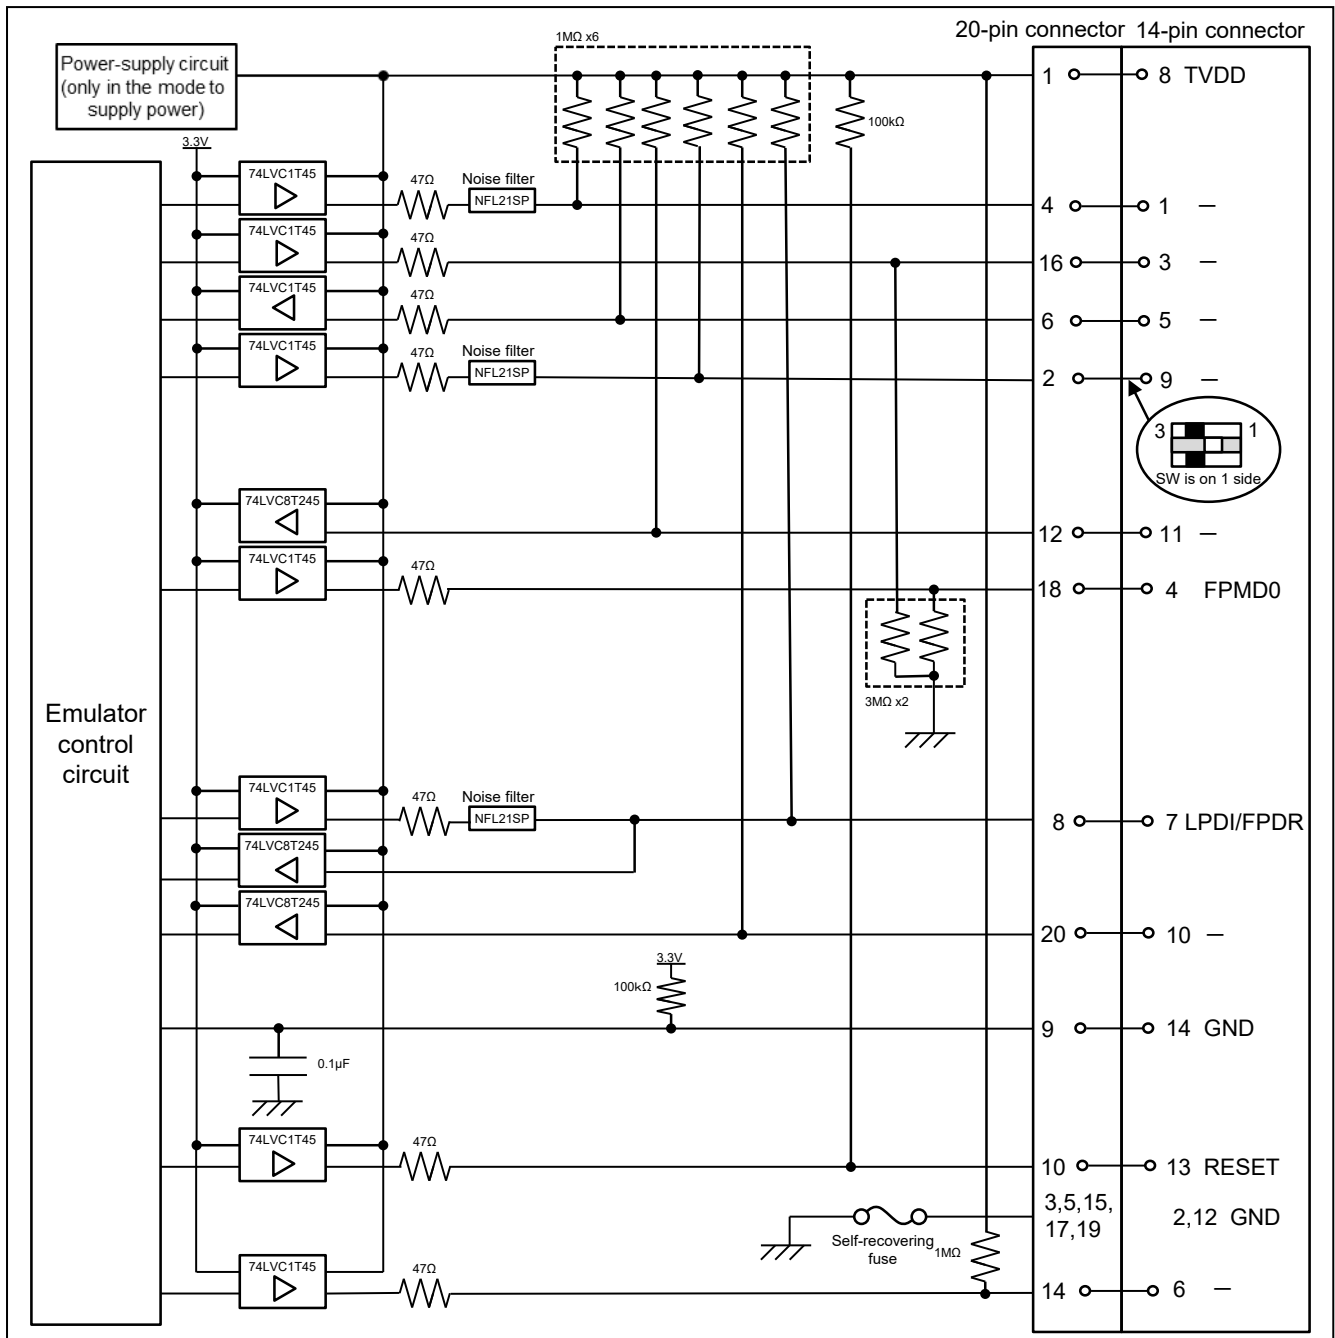 20-pin connector 14-pin connector
1MΩ x6
Power-supply circuit
(only in the mode to
supply power)
1 8 TVDD
100kΩ
3.3V
74LVC1T45
47Ω
Noise filter
NFL21SP
4 1 —
74LVC1T45
47Ω
16 3 —
74LVC1T45
47Ω
6 5 —
74LVC1T45
47Ω
Noise filter
NFL21SP
2 9 —
3 1
SW is on 1 side
74LVC8T245
12 11 —
74LVC1T45
47Ω
18 4 FPMD0
3MΩ x2
Emulator
control
circuit
74LVC1T45
47Ω
Noise filter
NFL21SP
8 7 LPDI/FPDR
74LVC8T245
74LVC8T245
20 10 —
3.3V
100kΩ
9 14 GND
0.1µF
74LVC1T45
47Ω
10 13 RESET
3,5,15,
17,19
2,12 GND
Self-recovering
fuse
1MΩ
74LVC1T45
47Ω
14 6 —